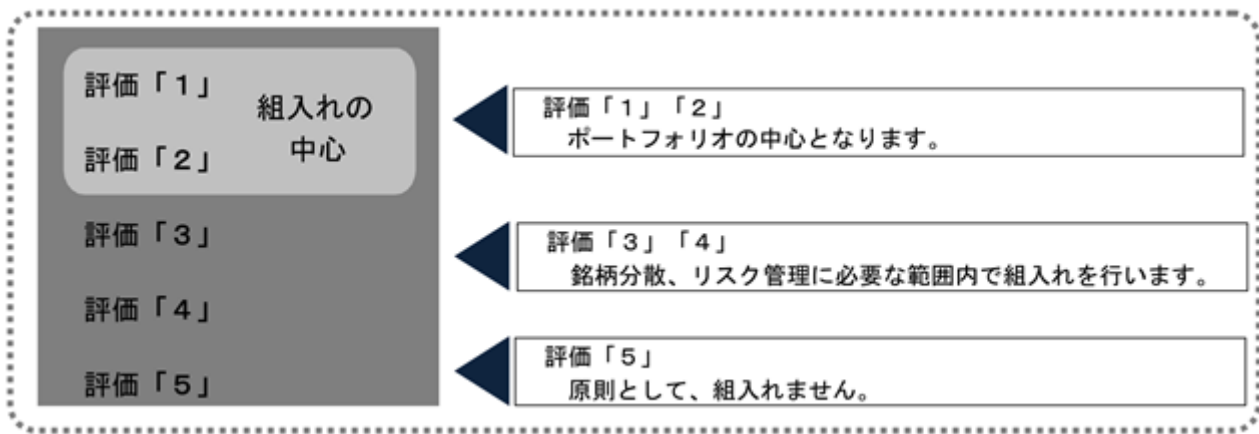 評価「１」
評価「２」
組入れの
中心
評価「３」
評価「４」
評価「５」
評価「１」「２」
ポートフォリオの中心となります。
評価「３」「４」
銘柄分散、リスク管理に必要な範囲内で組入れを行います。
評価「５」
原則として、組入れません。